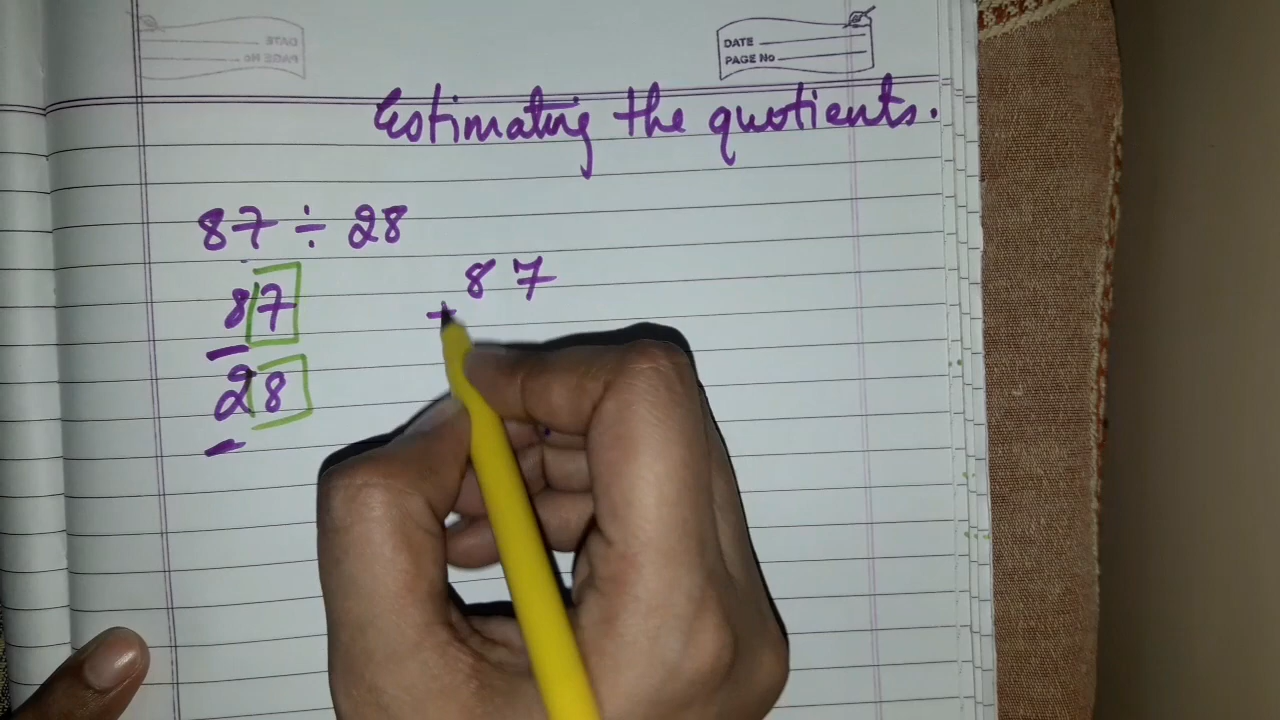 DATE
PAGE No
Estimating the quotients.
87 ÷ 28
87
28
87
+